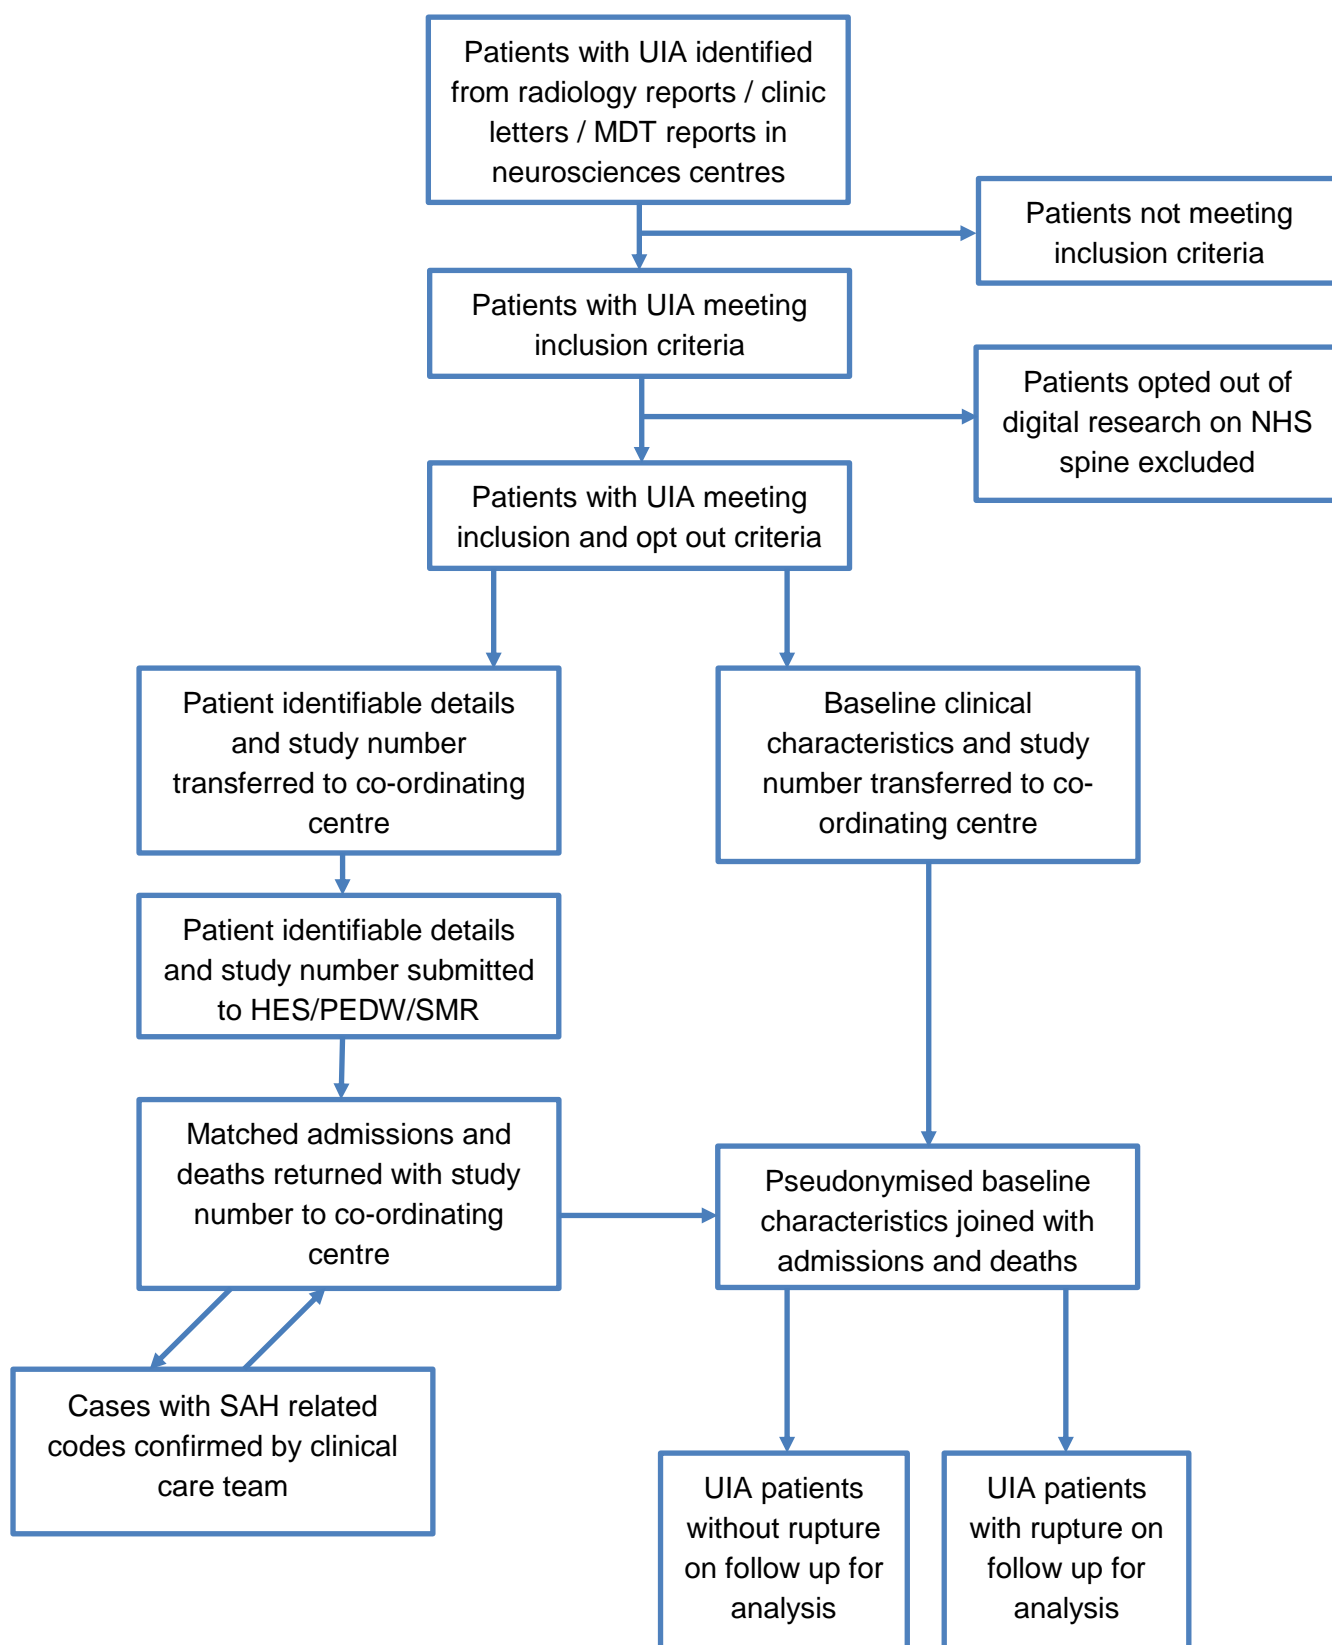 Patients with UIA identified
from radiology reports / clinic
letters / MDT reports in
neurosciences centres
Patients not meeting
inclusion criteria
Patients with UIA meeting
inclusion criteria
Patients opted out of
digital research on NHS
spine excluded
Patients with UIA meeting
inclusion and opt out criteria
Patient identifiable details
and study number
transferred to co-ordinating
centre
Baseline clinical
characteristics and study
number transferred to co-
ordinating centre
Patient identifiable details
and study number submitted
to HES/PEDW/SMR
Matched admissions and
deaths returned with study
number to co-ordinating
centre
Pseudonymised baseline
characteristics joined with
admissions and deaths
Cases with SAH related
codes confirmed by clinical
care team
UIA patients
without rupture
on follow up for
analysis
UIA patients
with rupture on
follow up for
analysis